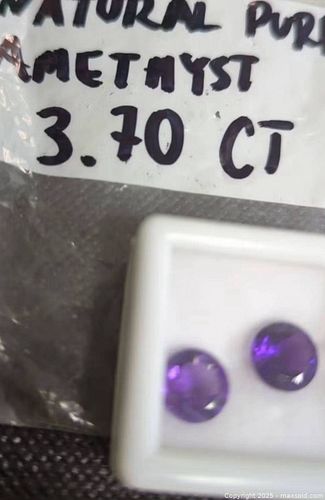 NATURAL PURE
AMETHYST
3.70 CT
Copyright 2025 - maxsold.com